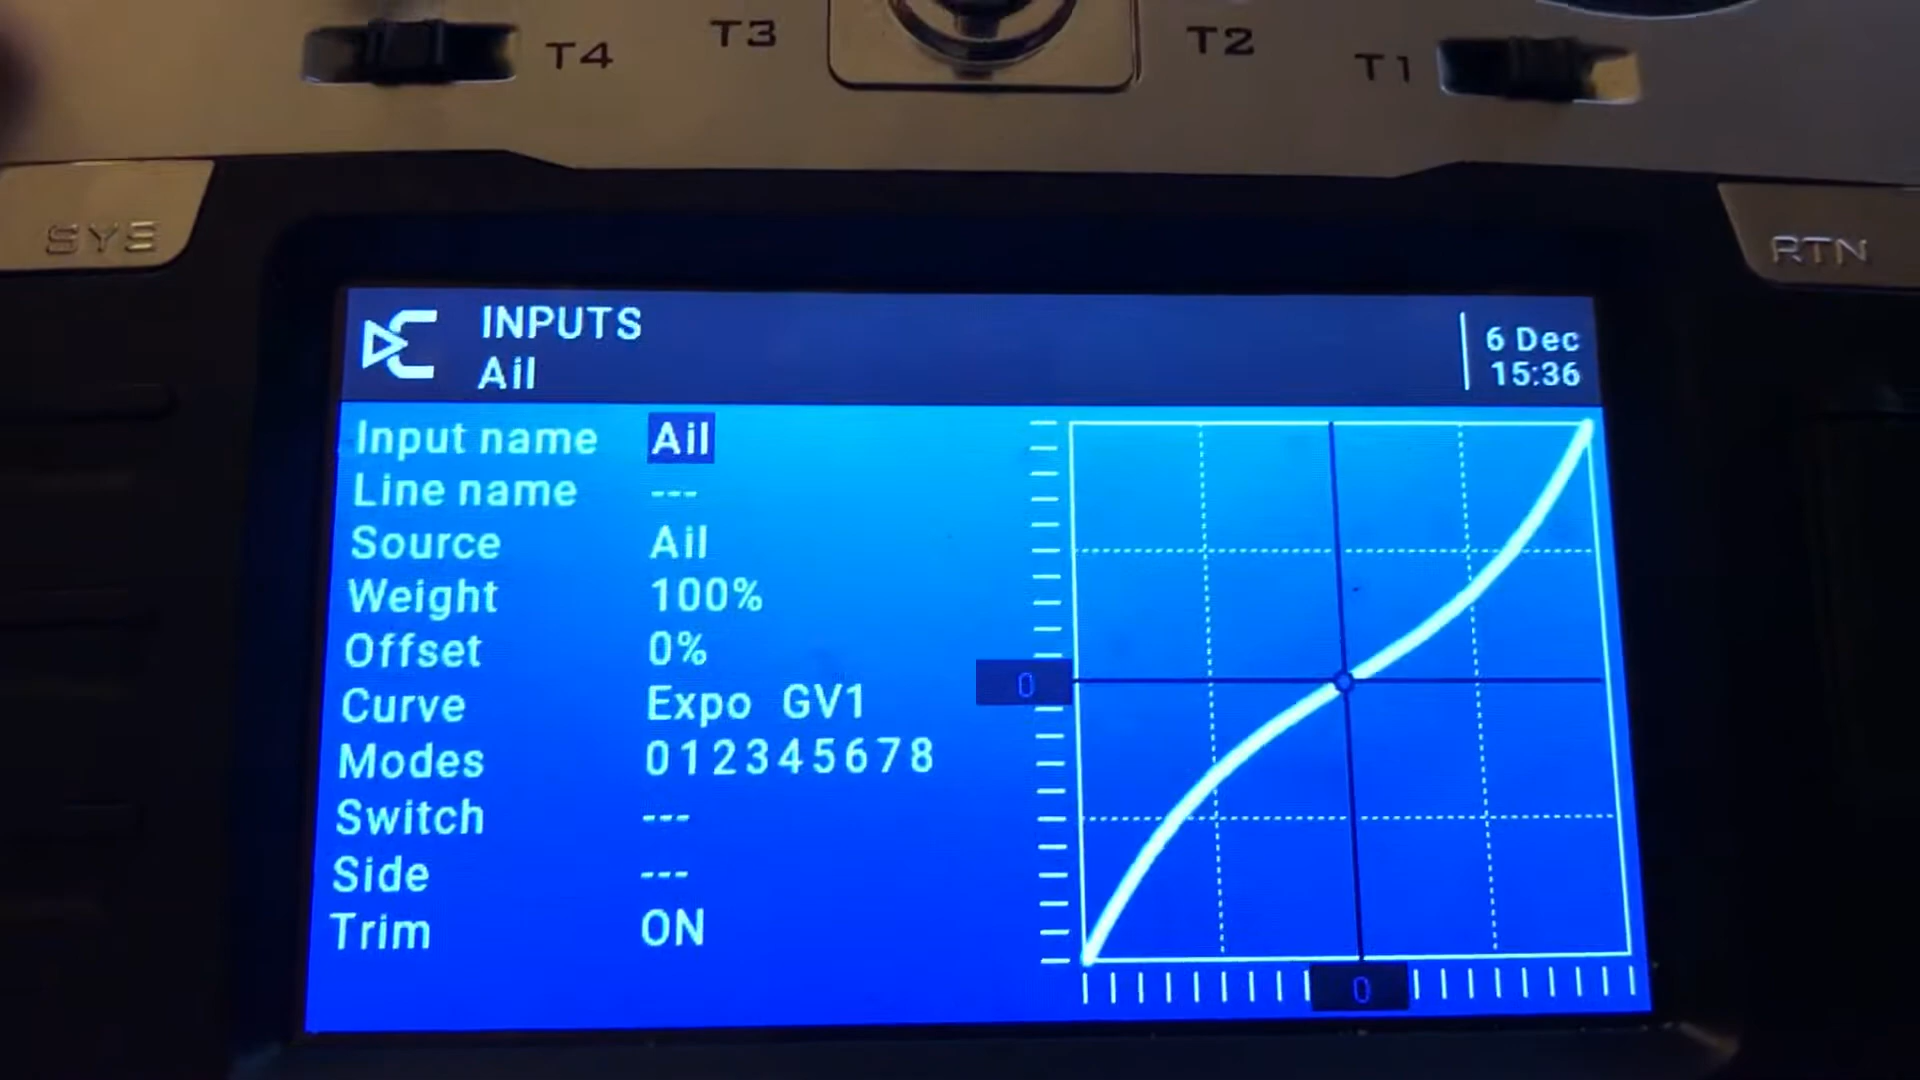 T4
T3
T2
T1
SYS
RTN
INPUTS
Ail
6 Dec
15:36
Input name Ail
Line name ---
Source Ail
Weight 100%
Offset 0%
Curve Expo GV1
Modes 012345678
Switch ---
Side ---
Trim ON
0
0